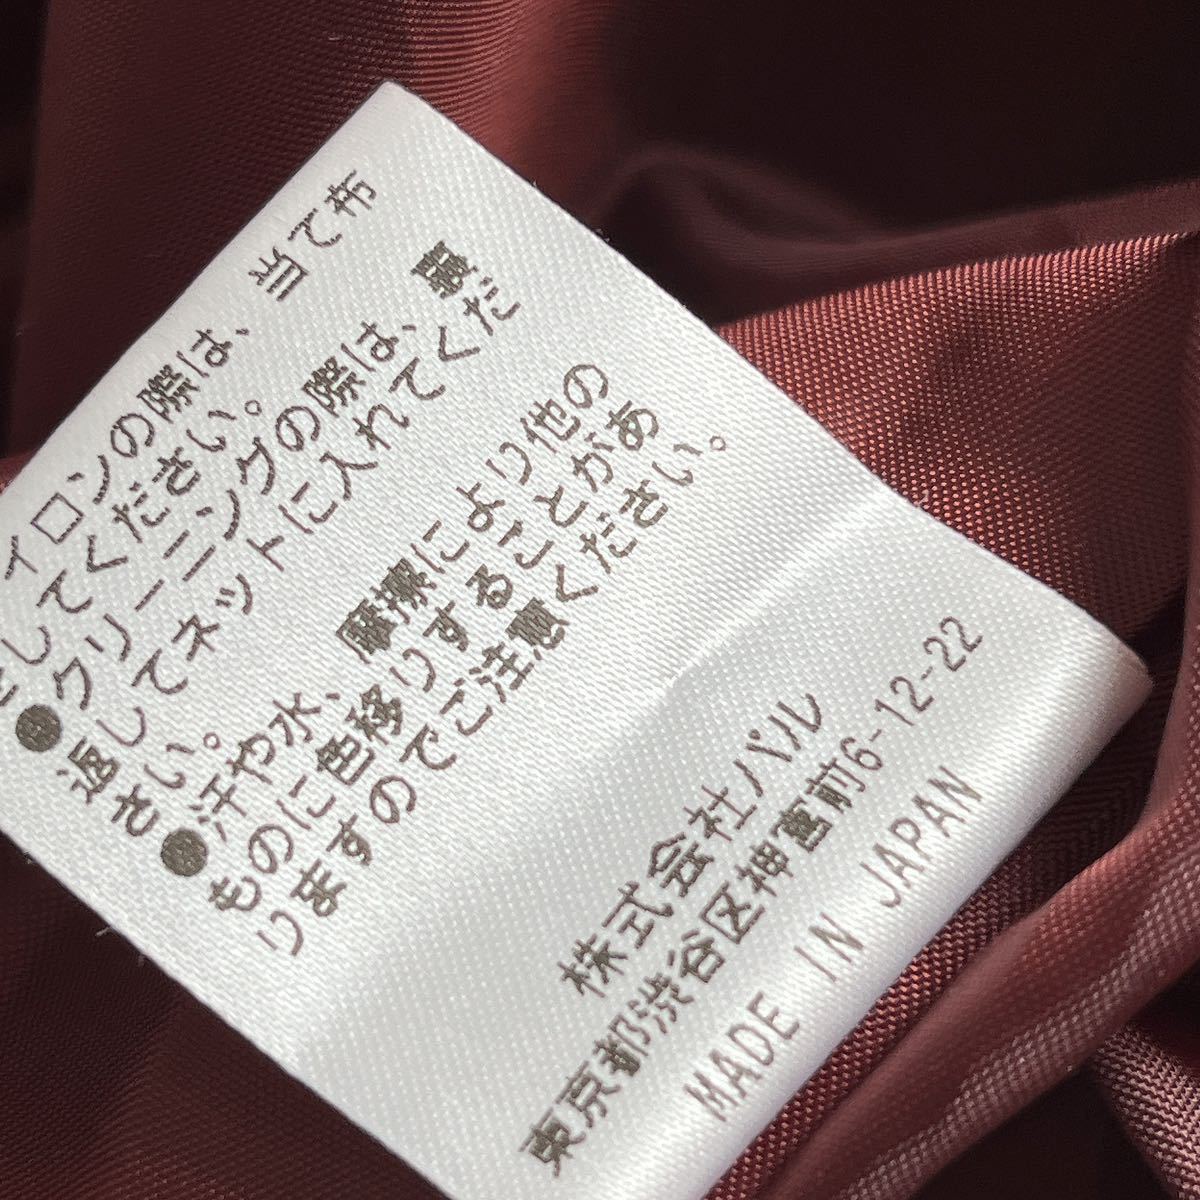 イロンの際は、当て布
をしてください。
●クリーニングの際は、裏
返してネットに入れてくだ
さい。
●汗や水、摩擦により他の
ものに色移りすることがあ
りますのでご注意ください。
株式会社パル
東京都渋谷区神宮前6-12-22
MADE IN JAPAN